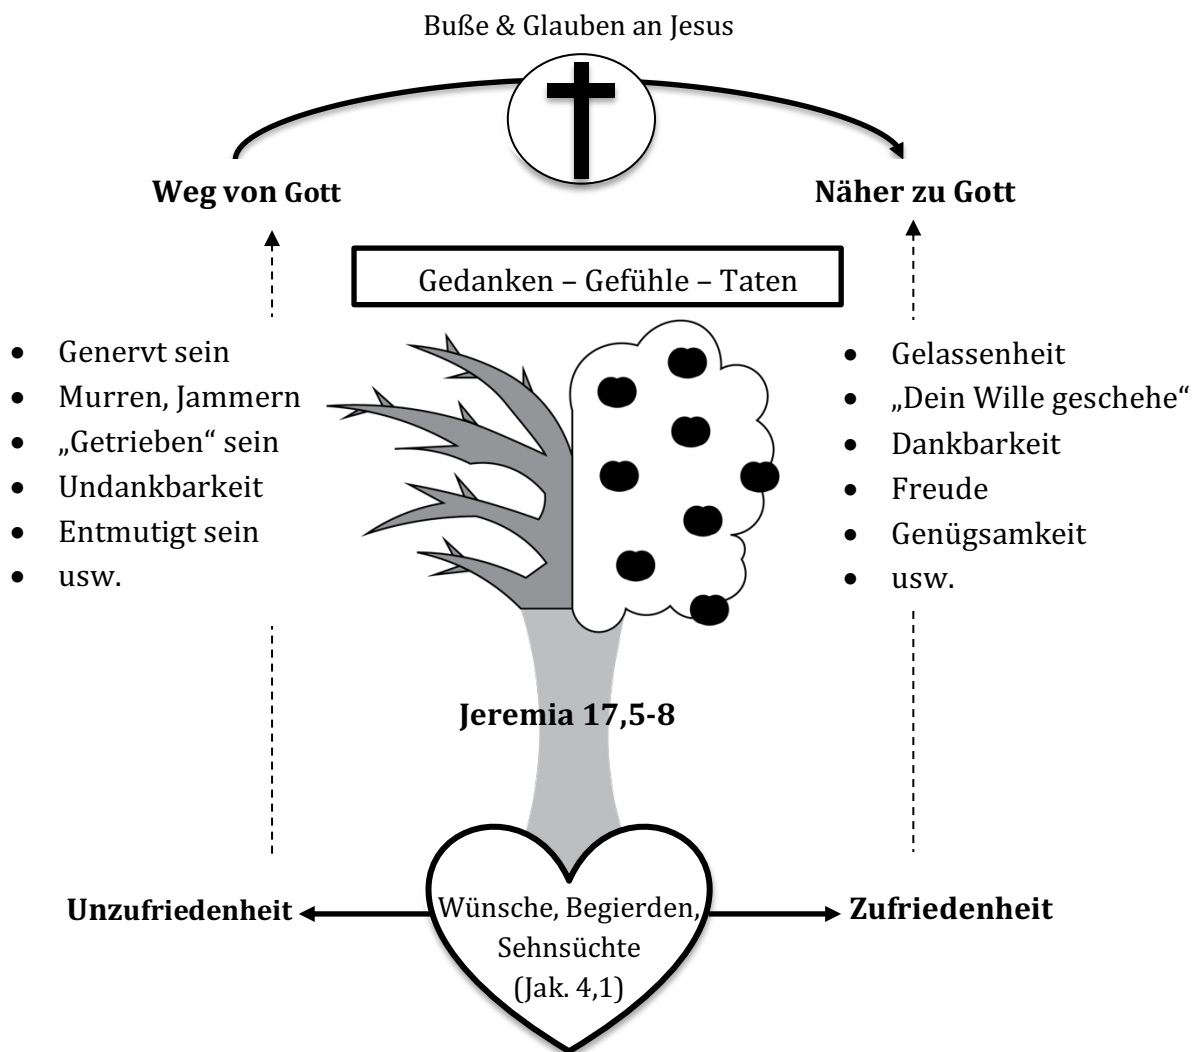 Buße & Glauben an Jesus
Weg von Gott
Näher zu Gott
Gedanken – Gefühle – Taten
• Genervt sein
• Murren, Jammern
• „Getrieben“ sein
• Undankbarkeit
• Entmutigt sein
• usw.
• Gelassenheit
• „Dein Wille geschehe“
• Dankbarkeit
• Freude
• Genügsamkeit
• usw.
Jeremia 17,5-8
Unzufriedenheit
Wünsche, Begierden,
Sehnsüchte
(Jak. 4,1)
Zufriedenheit